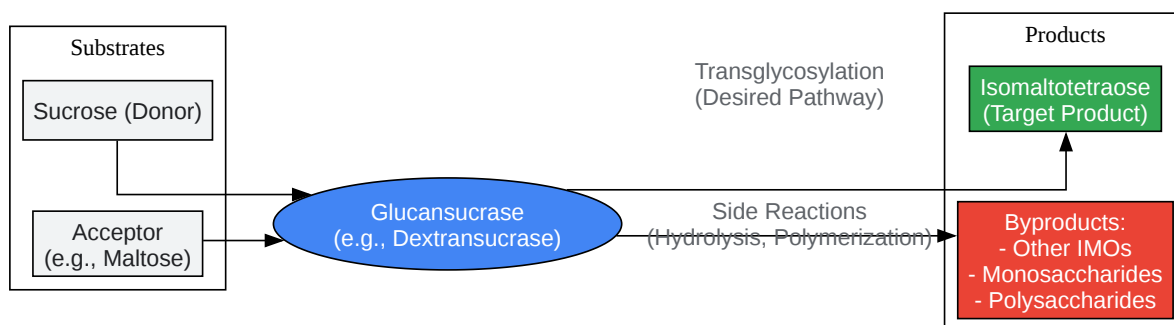 Substrates
Sucrose (Donor)
Acceptor
(e.g., Maltose)
Glucansucrase
(e.g., Dextransucrase)
Transglycosylation
(Desired Pathway)
Side Reactions
(Hydrolysis, Polymerization)
Products
Isomaltotetraose
(Target Product)
Byproducts:
- Other IMOs
- Monosaccharides
- Polysaccharides